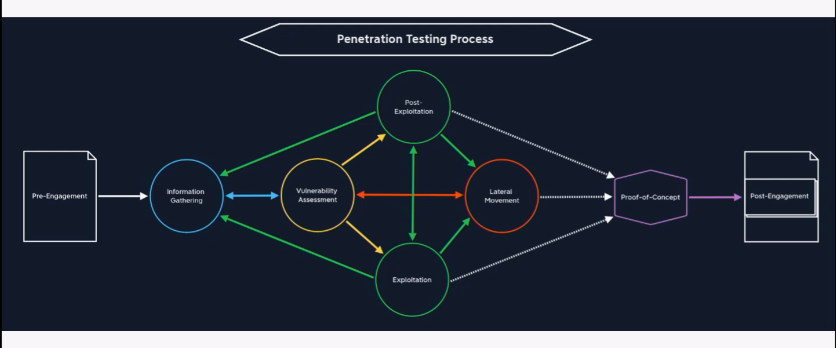 Penetration Testing Process
Post-
Exploitation
Pre-Engagement
Information
Gathering
Vulnerability
Assessment
Lateral
Movement
Proof-of-Concept
Post-Engagement
Exploitation